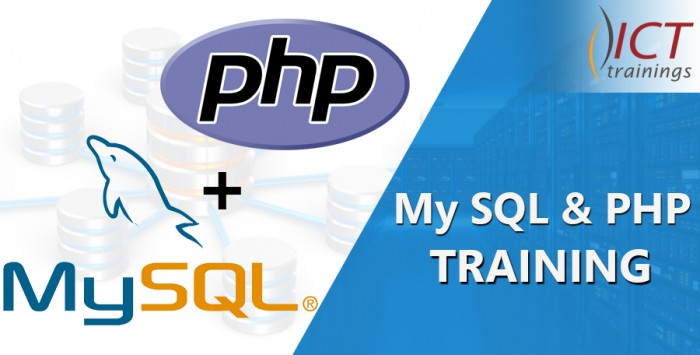 php
+
MySQL®
ICT
trainings
My SQL & PHP
TRAINING